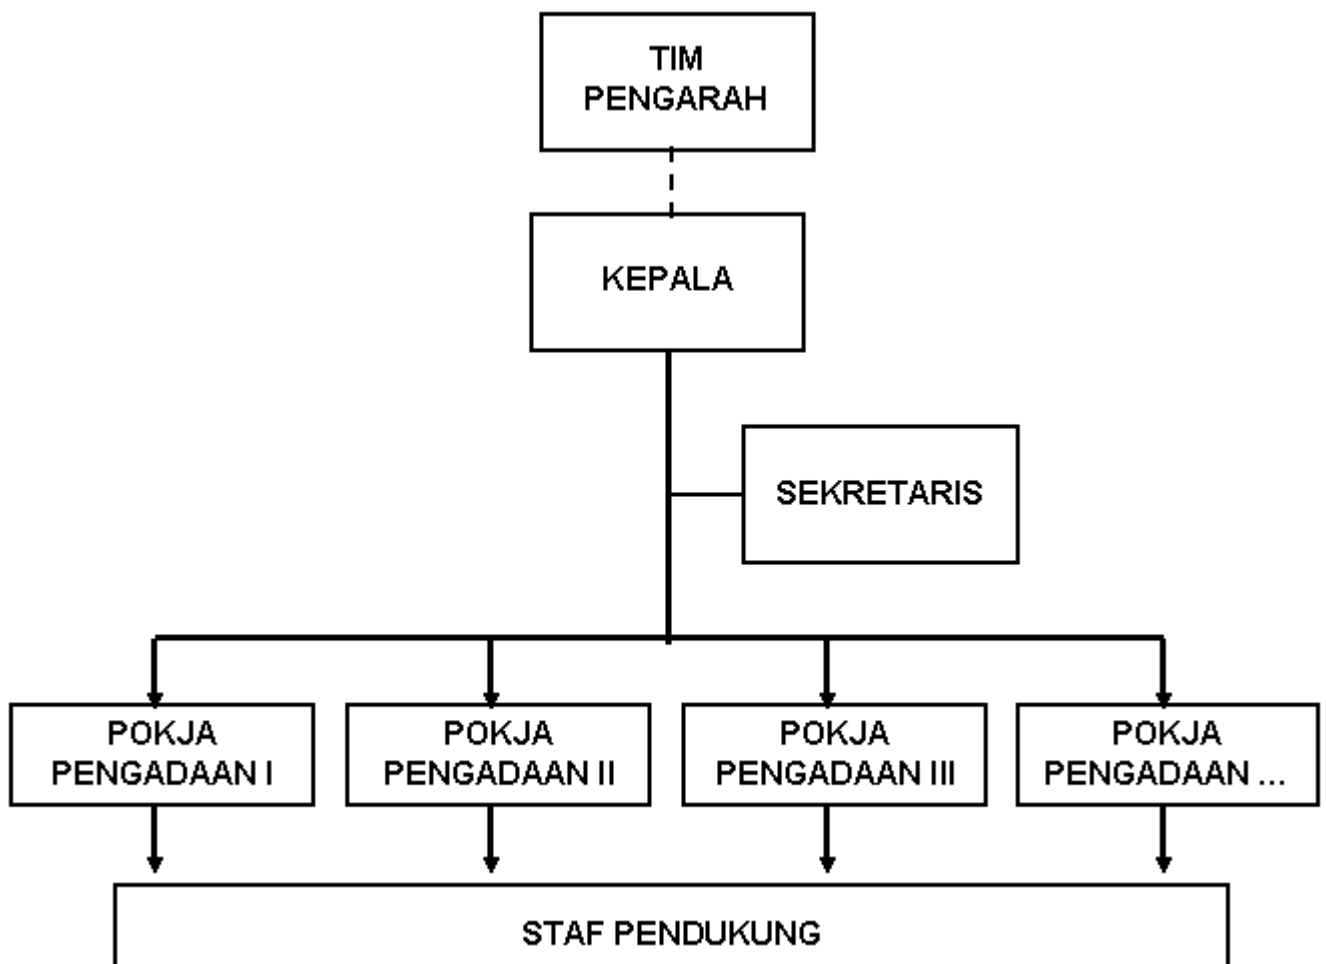 TIM
PENGARAH
KEPALA
SEKRETARIS
POKJA
PENGADAAN I
POKJA
PENGADAAN II
POKJA
PENGADAAN III
POKJA
PENGADAAN ...
STAF PENDUKUNG